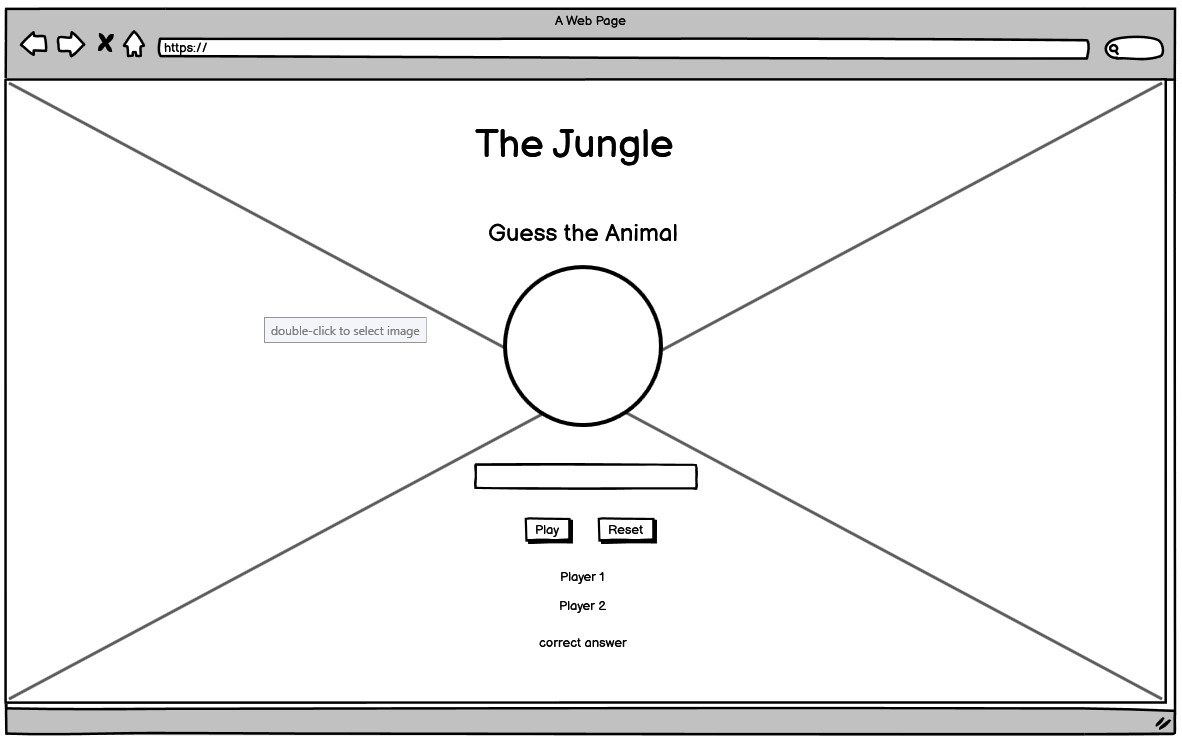 A Web Page
https://
The Jungle
Guess the Animal
double-click to select image
Play
Reset
Player 1
Player 2
correct answer